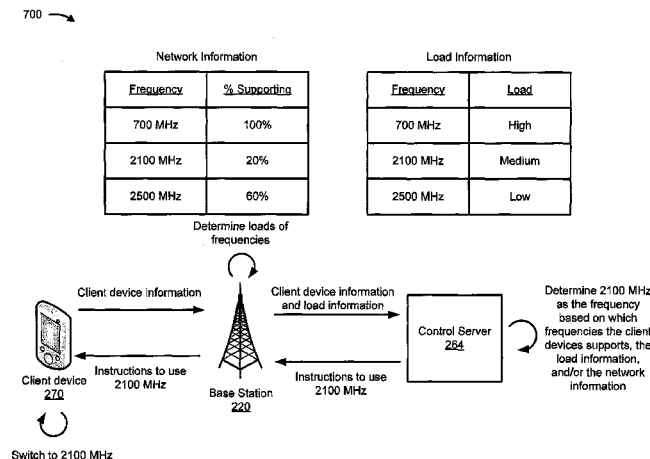 700
Network Information
Load Information
Frequency % Supporting
700 MHz 100%
2100 MHz 20%
2500 MHz 60%
Frequency Load
700 MHz High
2100 MHz Medium
2500 MHz Low
Determine loads of
frequencies
Client device information
Client device information
and load information
Instructions to use
2100 MHz
Instructions to use
2100 MHz
Client device
270
Base Station
220
Control Server
264
Determine 2100 MHz
as the frequency
based on which
frequencies the client
devices supports, the
load information,
and/or the network
information
Switch to 2100 MHz